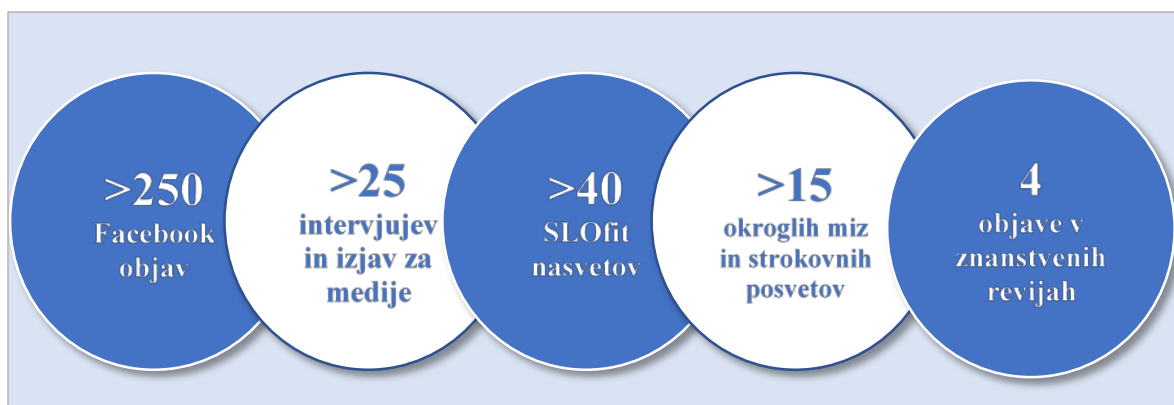 >250
Facebook
objav
>25
intervjujev
in izjav za
medije
>40
SLOfit
nasvetov
>15
okroglih miz
in strokovnih
posvetov
4
objave v
znanstvenih
revijah